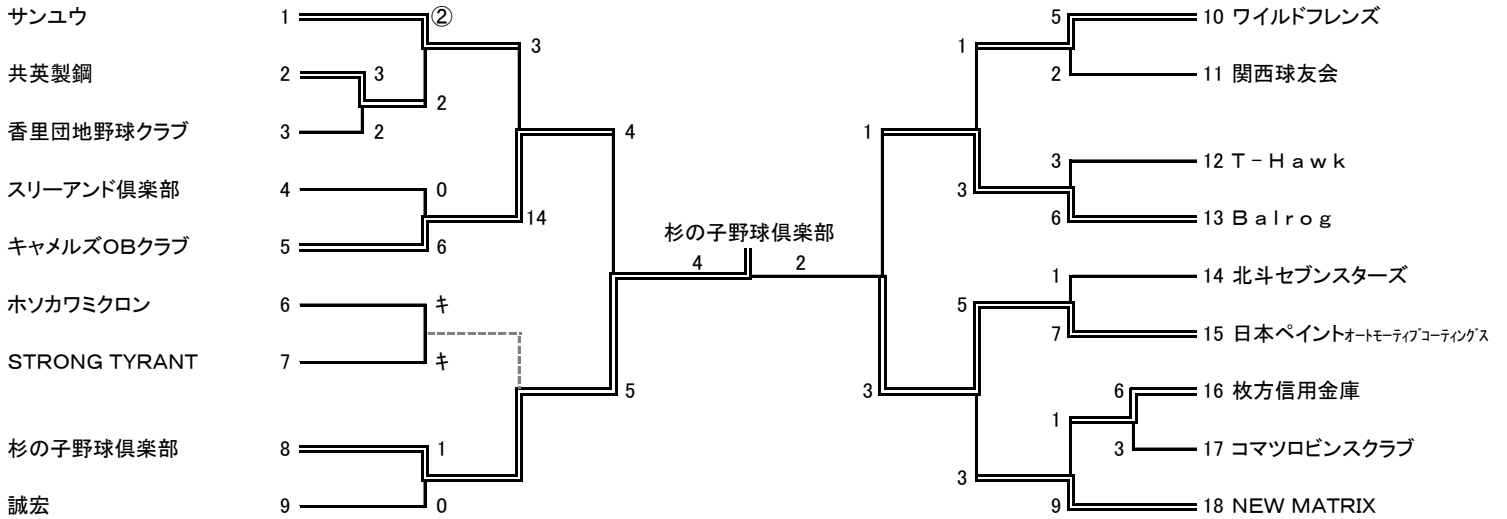 サンユウ 1 ②
3
共英製鋼 2 3
2
香里団地野球クラブ 3 2
4
スリーアンド倶楽部 4 0
14
キャメルズOBクラブ 5 6
ホソカワミクロン 6 キ
STRONG TYRANT 7 キ
5
杉の子野球倶楽部 8 1
誠宏 9 0
杉の子野球倶楽部
4 2
5 10 ワイルドフレンズ
1
2 11 関西球友会
1
3 12 T-Hawk
3
6 13 Balrog
1 14 北斗セブンスターズ
5
7 15 日本ペイントオートモーティブコーティングス
3
6 16 枚方信用金庫
1
3 17 コマツロビンスクラブ
3
9 18 NEW MATRIX